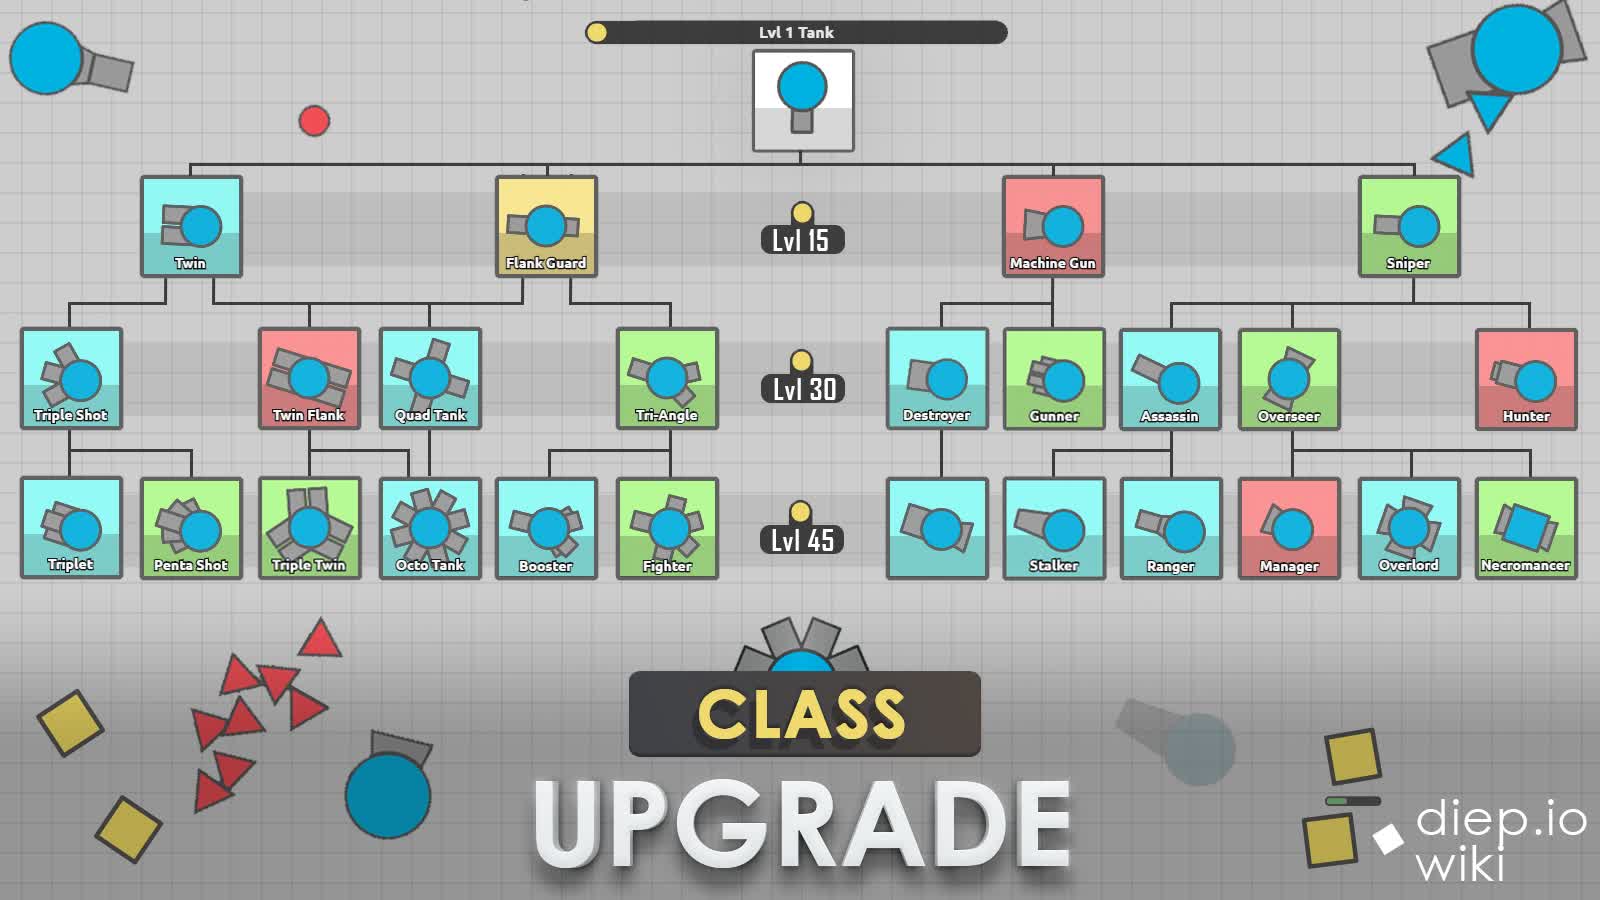 Lvl 1 Tank
Twin
Flank Guard
Lvl 15
Machine Gun
Sniper
Triple Shot
Twin Flank
Quad Tank
Tri-Angle
Lvl 30
Destroyer
Gunner
Assassin
Overseer
Hunter
Triplet
Penta Shot
Triple Twin
Octo Tank
Booster
Fighter
Lvl 45
Stalker
Ranger
Manager
Overlord
Necromancer
CLASS
UPGRADE
diep.io
wiki